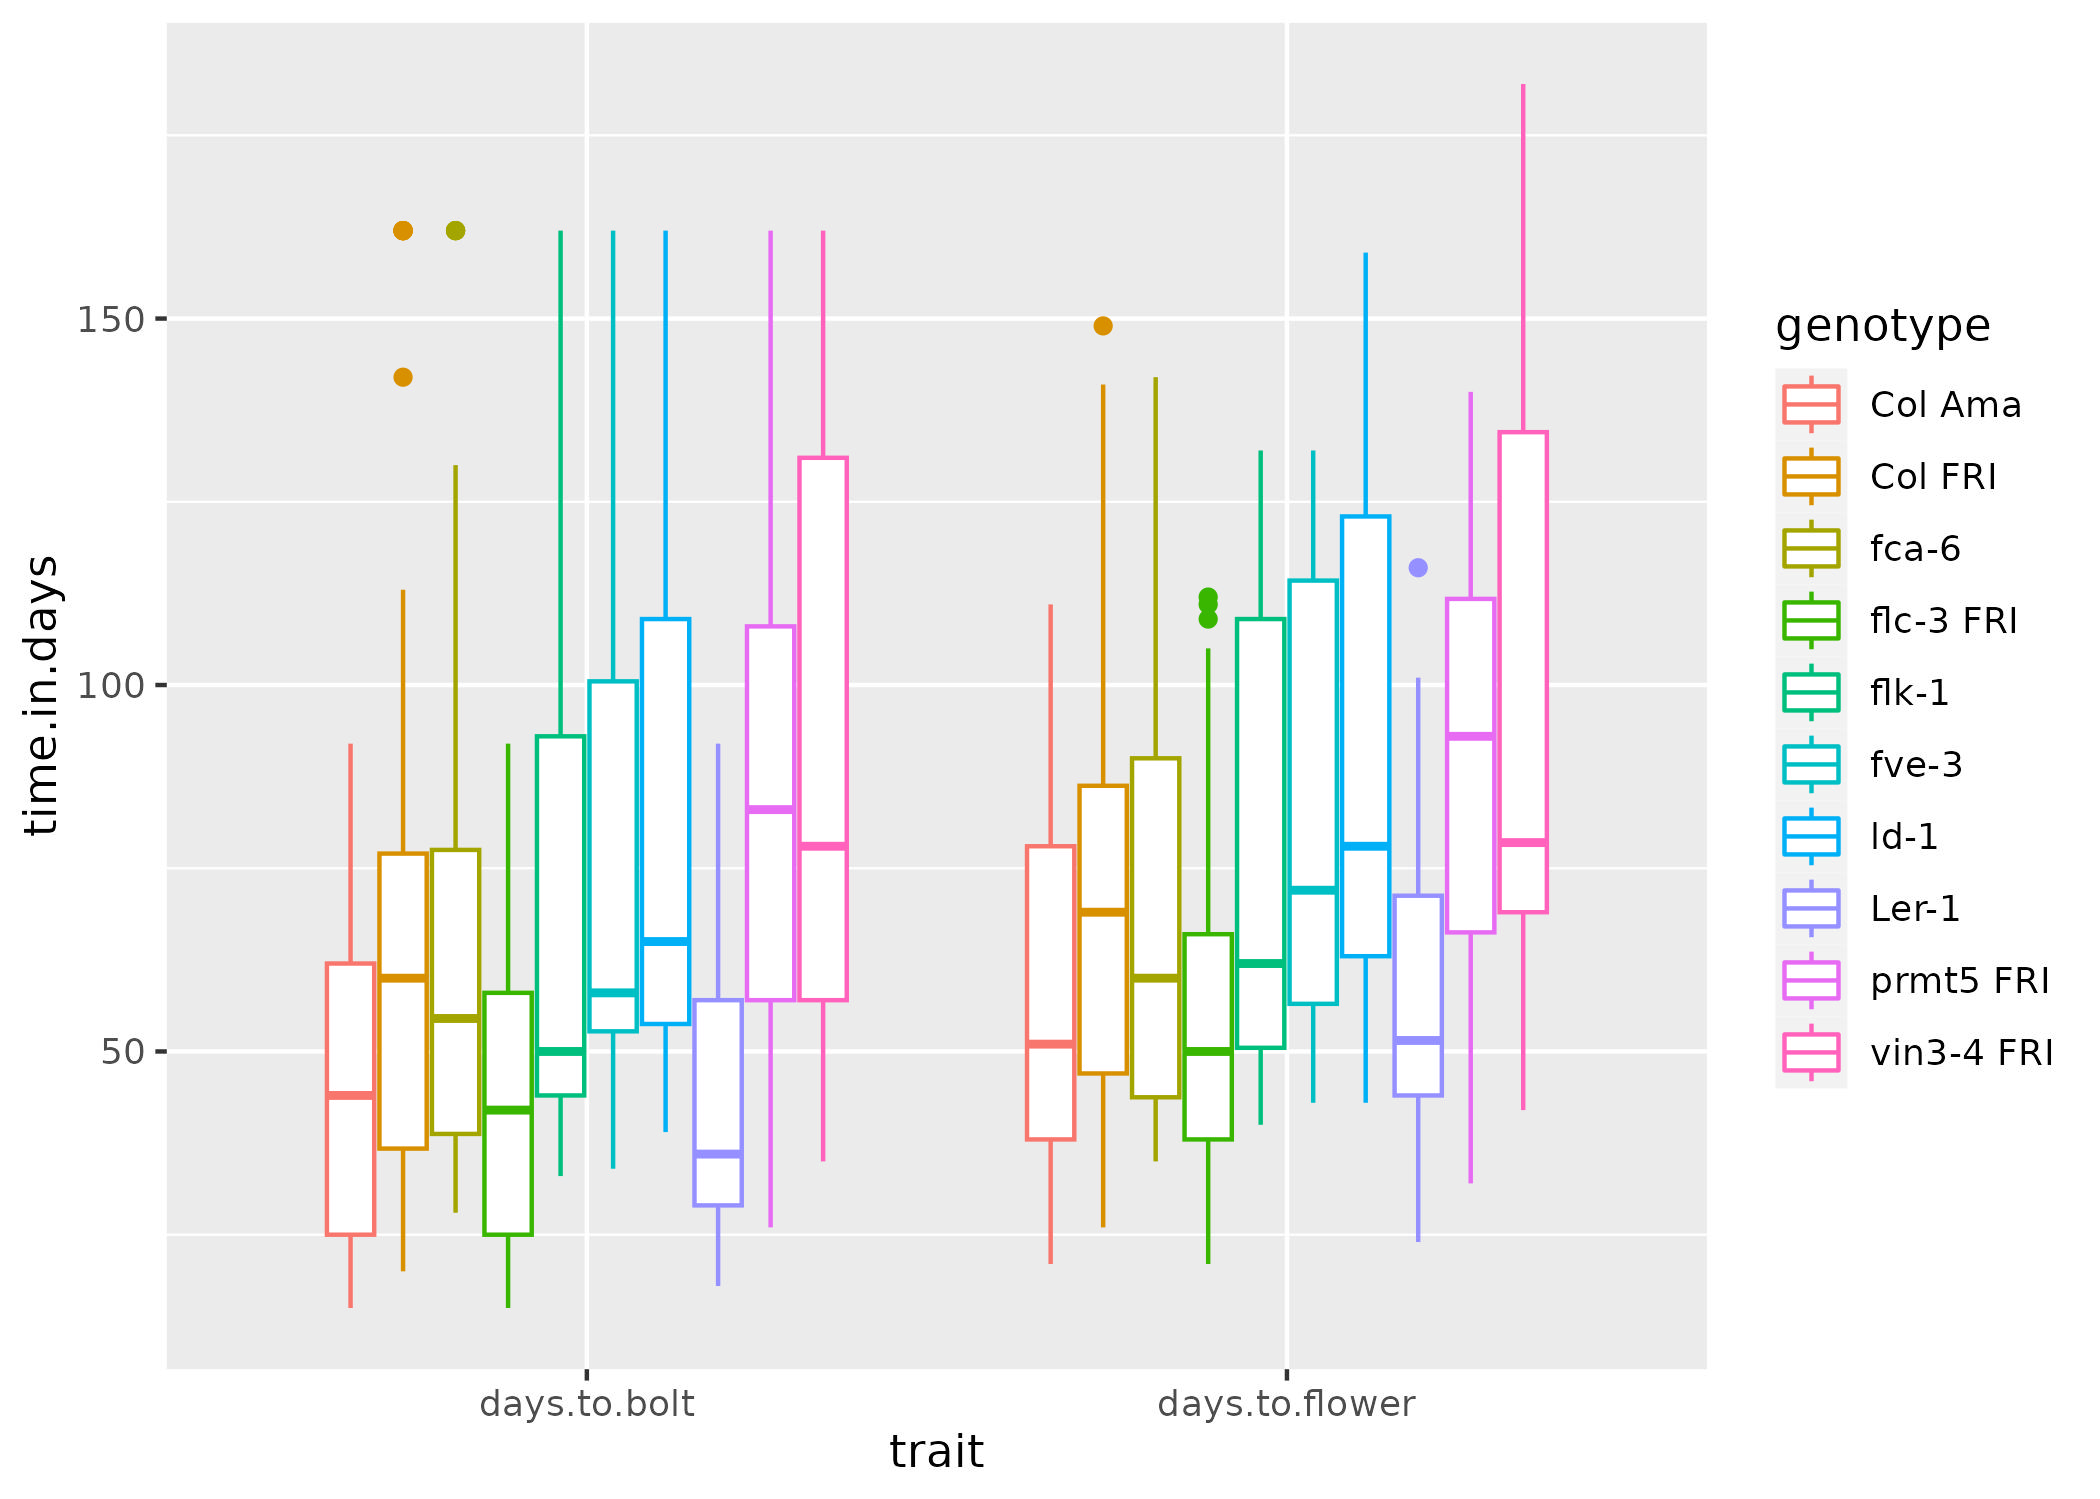 time.in.days
150
100
50
days.to.bolt
days.to.flower
trait
genotype
Col Ama
Col FRI
fca-6
flc-3 FRI
flk-1
fve-3
ld-1
Ler-1
prmt5 FRI
vin3-4 FRI